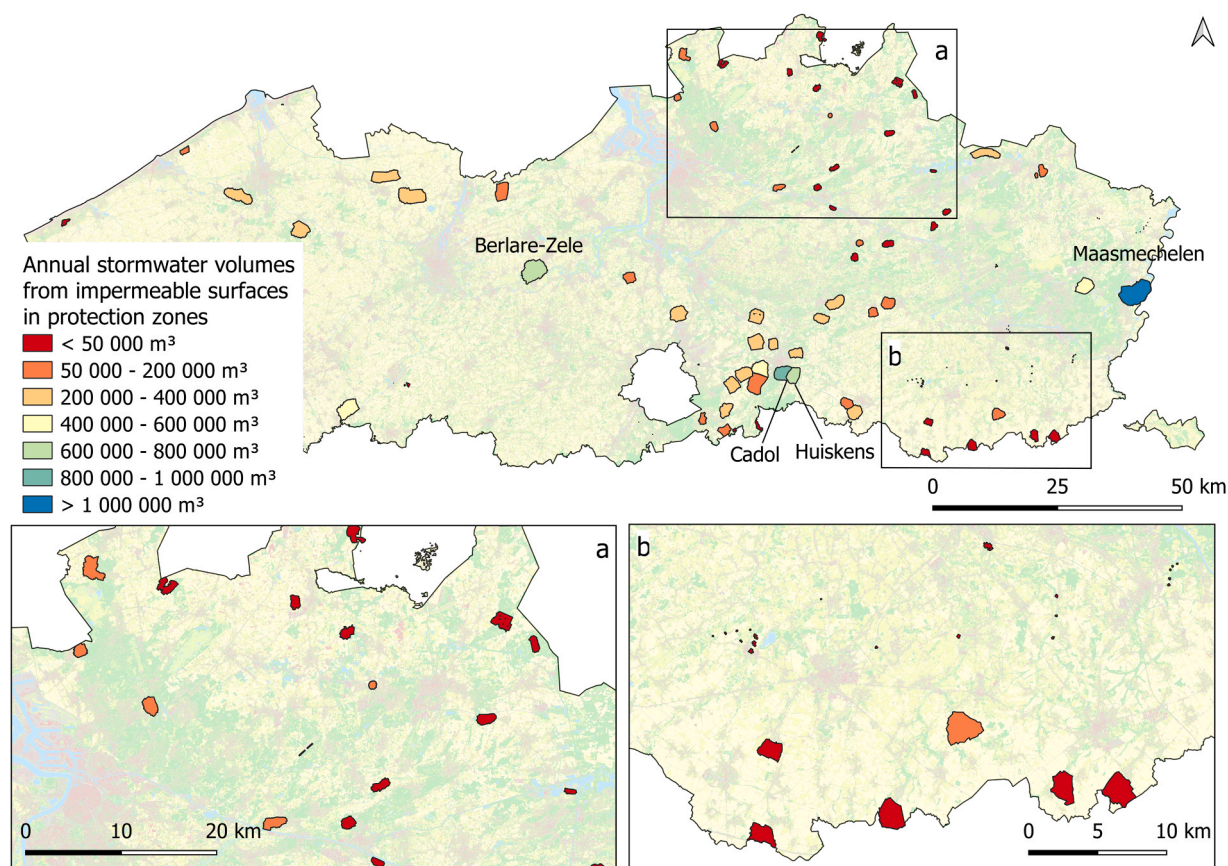 a
Berlare-Zele
Maasmechelen
Annual stormwater volumes
from impermeable surfaces
in protection zones
< 50 000 m³
50 000 - 200 000 m³
200 000 - 400 000 m³
400 000 - 600 000 m³
600 000 - 800 000 m³
800 000 - 1 000 000 m³
> 1 000 000 m³
b
Cadol
Huiskens
0 25 50 km
a
0 10 20 km
b
0 5 10 km